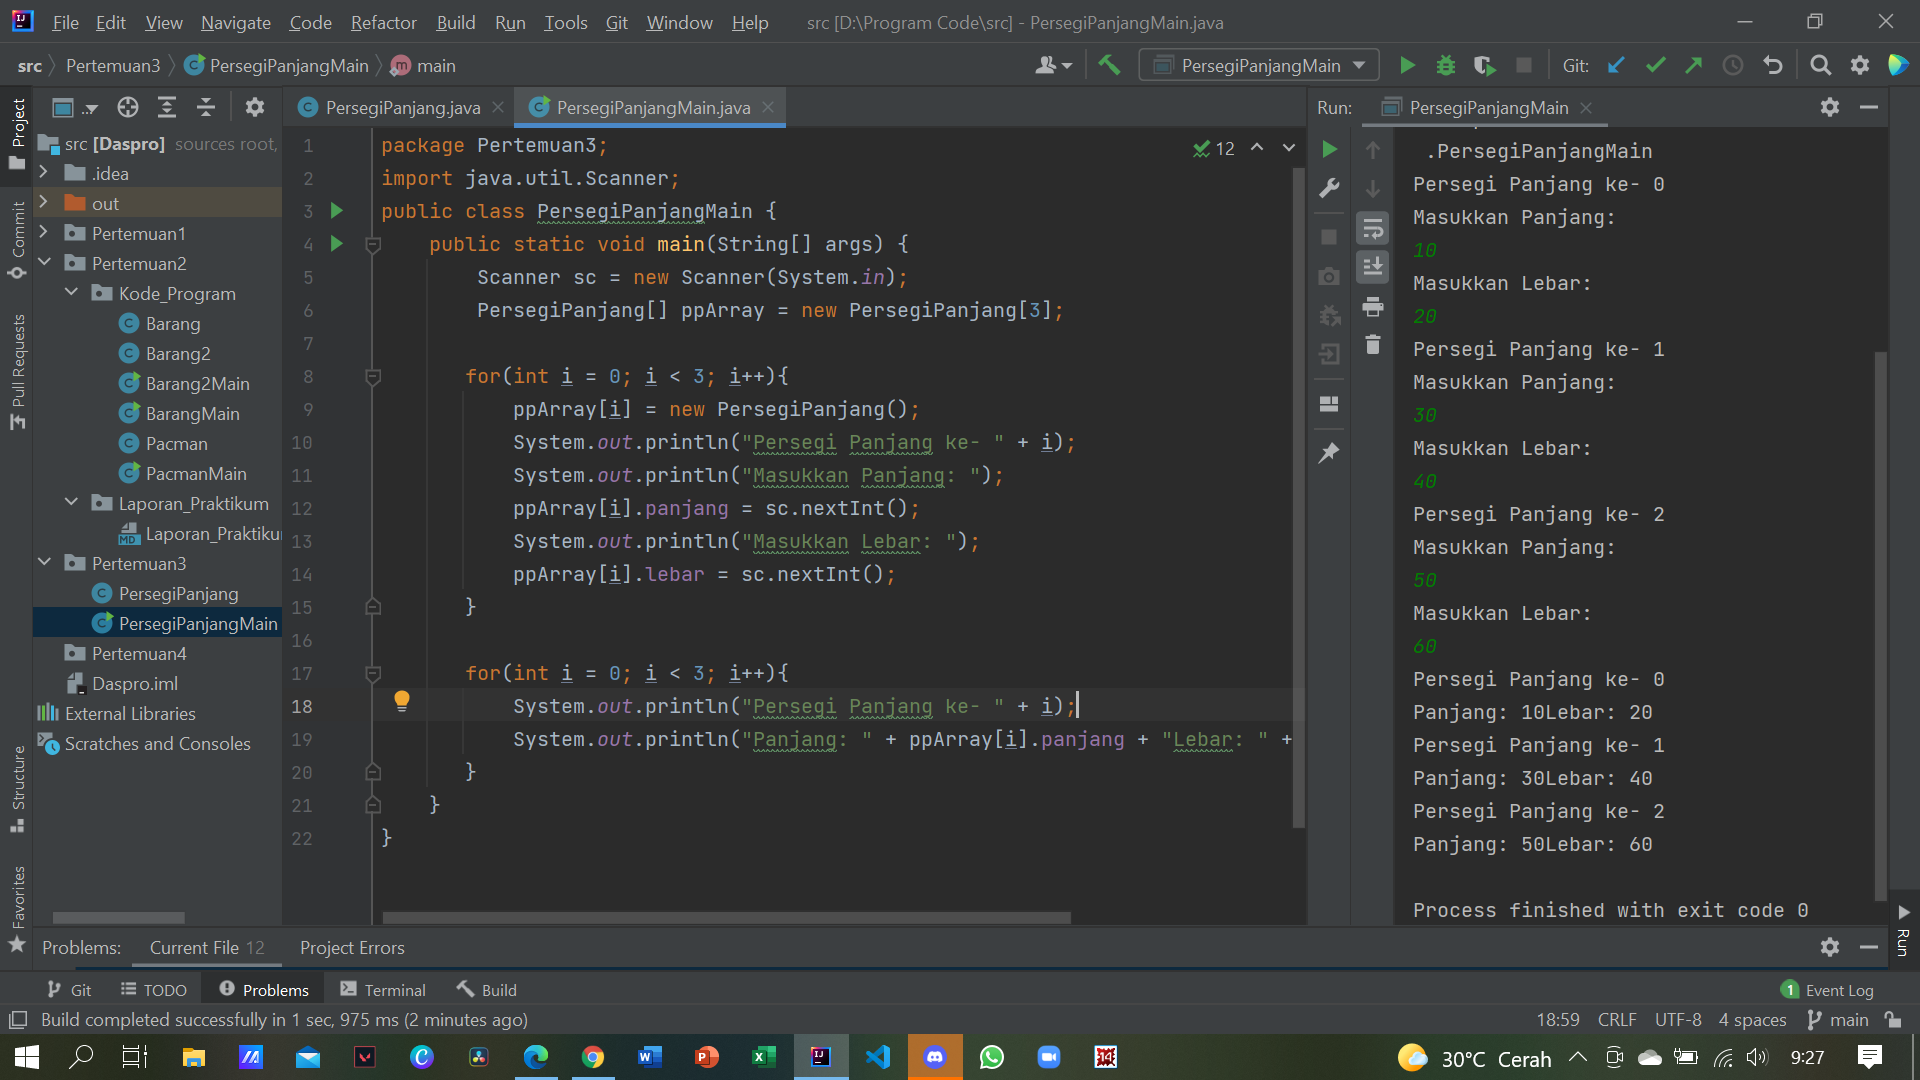 File Edit View Navigate Code Refactor Build Run Tools Git Window Help src [D:\Program Code\src] - PersegiPanjangMain.java
src Pertemuan3 PersegiPanjangMain main PersegiPanjangMain Git:
Project
Commit
Pull Requests
Structure
Favorites
src [Daspro] sources root,
.idea
out
Pertemuan1
Pertemuan2
Kode_Program
Barang
Barang2
Barang2Main
BarangMain
Pacman
PacmanMain
Laporan_Praktikum
Laporan_Praktiku
Pertemuan3
PersegiPanjang
PersegiPanjangMain
Pertemuan4
Daspro.iml
External Libraries
Scratches and Consoles
PersegiPanjang.java PersegiPanjangMain.java
12
1 package Pertemuan3;
2 import java.util.Scanner;
3 public class PersegiPanjangMain {
4 public static void main(String[] args) {
5 Scanner sc = new Scanner(System.in);
6 PersegiPanjang[] ppArray = new PersegiPanjang[3];
7
8 for(int i = 0; i < 3; i++){
9 ppArray[i] = new PersegiPanjang();
10 System.out.println("Persegi Panjang ke- " + i);
11 System.out.println("Masukkan Panjang: ");
12 ppArray[i].panjang = sc.nextInt();
13 System.out.println("Masukkan Lebar: ");
14 ppArray[i].lebar = sc.nextInt();
15 }
16
17 for(int i = 0; i < 3; i++){
18 System.out.println("Persegi Panjang ke- " + i);
19 System.out.println("Panjang: " + ppArray[i].panjang + "Lebar: " +
20 }
21 }
22 }
Run: PersegiPanjangMain
.PersegiPanjangMain
Persegi Panjang ke- 0
Masukkan Panjang:
10
Masukkan Lebar:
20
Persegi Panjang ke- 1
Masukkan Panjang:
30
Masukkan Lebar:
40
Persegi Panjang ke- 2
Masukkan Panjang:
50
Masukkan Lebar:
60
Persegi Panjang ke- 0
Panjang: 10Lebar: 20
Persegi Panjang ke- 1
Panjang: 30Lebar: 40
Persegi Panjang ke- 2
Panjang: 50Lebar: 60
Process finished with exit code 0
Run
Problems: Current File 12 Project Errors
Git TODO Problems Terminal Build 1 Event Log
Build completed successfully in 1 sec, 975 ms (2 minutes ago) 18:59 CRLF UTF-8 4 spaces main
30°C Cerah 9:27